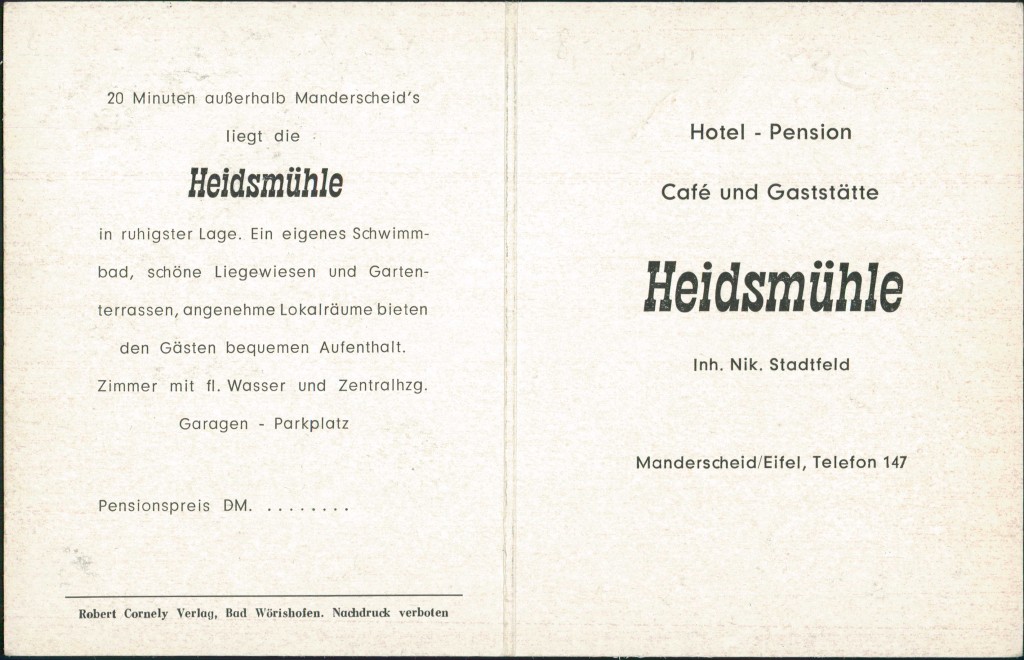 20 Minuten außerhalb Manderscheid's
liegt die
Heidsmühle
in ruhigster Lage. Ein eigenes Schwimm-
bad, schöne Liegewiesen und Garten-
terrassen, angenehme Lokalräume bieten
den Gästen bequemen Aufenthalt.
Zimmer mit fl. Wasser und Zentralhzg.
Garagen - Parkplatz
Pensionspreis DM. ........
Robert Cornely Verlag, Bad Wörishofen. Nachdruck verboten
Hotel - Pension
Café und Gaststätte
Heidsmühle
Inh. Nik. Stadtfeld
Manderscheid/Eifel, Telefon 147